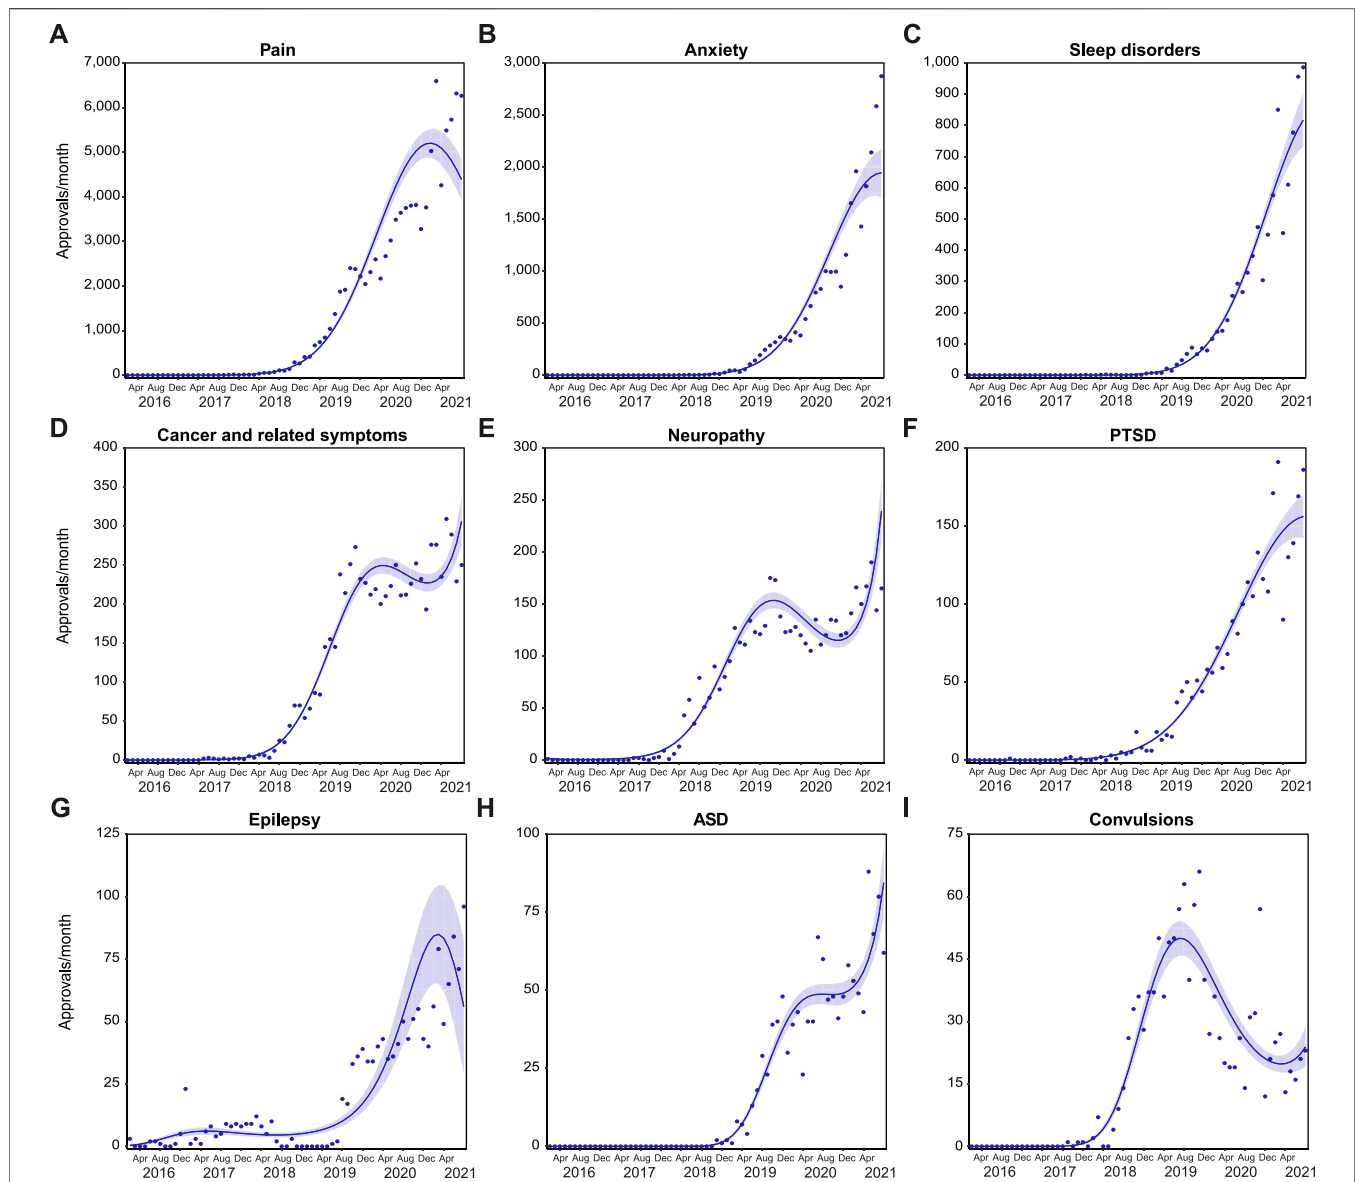 A Pain
7,000
6,000
5,000
4,000
3,000
2,000
1,000
0
Approvals/month
Apr Aug Dec Apr Aug Dec Apr Aug Dec Apr Aug Dec Apr Aug Dec Apr
2016 2017 2018 2019 2020 2021
B Anxiety
3,000
2,500
2,000
1,500
1,000
500
0
Apr Aug Dec Apr Aug Dec Apr Aug Dec Apr Aug Dec Apr Aug Dec Apr
2016 2017 2018 2019 2020 2021
C Sleep disorders
1,000
900
800
700
600
500
400
300
200
100
0
Apr Aug Dec Apr Aug Dec Apr Aug Dec Apr Aug Dec Apr Aug Dec Apr
2016 2017 2018 2019 2020 2021
D Cancer and related symptoms
400
350
300
250
200
150
100
50
0
Approvals/month
Apr Aug Dec Apr Aug Dec Apr Aug Dec Apr Aug Dec Apr Aug Dec Apr
2016 2017 2018 2019 2020 2021
E Neuropathy
300
250
200
150
100
50
0
Apr Aug Dec Apr Aug Dec Apr Aug Dec Apr Aug Dec Apr Aug Dec Apr
2016 2017 2018 2019 2020 2021
F PTSD
200
150
100
50
0
Apr Aug Dec Apr Aug Dec Apr Aug Dec Apr Aug Dec Apr Aug Dec Apr
2016 2017 2018 2019 2020 2021
G Epilepsy
125
100
75
50
25
0
Approvals/month
Apr Aug Dec Apr Aug Dec Apr Aug Dec Apr Aug Dec Apr Aug Dec Apr
2016 2017 2018 2019 2020 2021
H ASD
100
75
50
25
0
Apr Aug Dec Apr Aug Dec Apr Aug Dec Apr Aug Dec Apr Aug Dec Apr
2016 2017 2018 2019 2020 2021
I Convulsions
75
60
45
30
15
0
Apr Aug Dec Apr Aug Dec Apr Aug Dec Apr Aug Dec Apr Aug Dec Apr
2016 2017 2018 2019 2020 2021